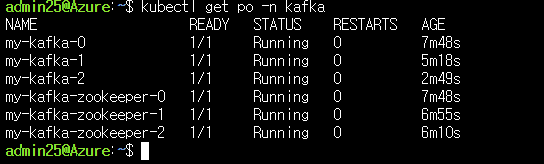 admin25@Azure:~$ kubectl get po -n kafka
NAME READY STATUS RESTARTS AGE
my-kafka-0 1/1 Running 0 7m48s
my-kafka-1 1/1 Running 0 5m18s
my-kafka-2 1/1 Running 0 2m49s
my-kafka-zookeeper-0 1/1 Running 0 7m48s
my-kafka-zookeeper-1 1/1 Running 0 6m55s
my-kafka-zookeeper-2 1/1 Running 0 6m10s
admin25@Azure:~$